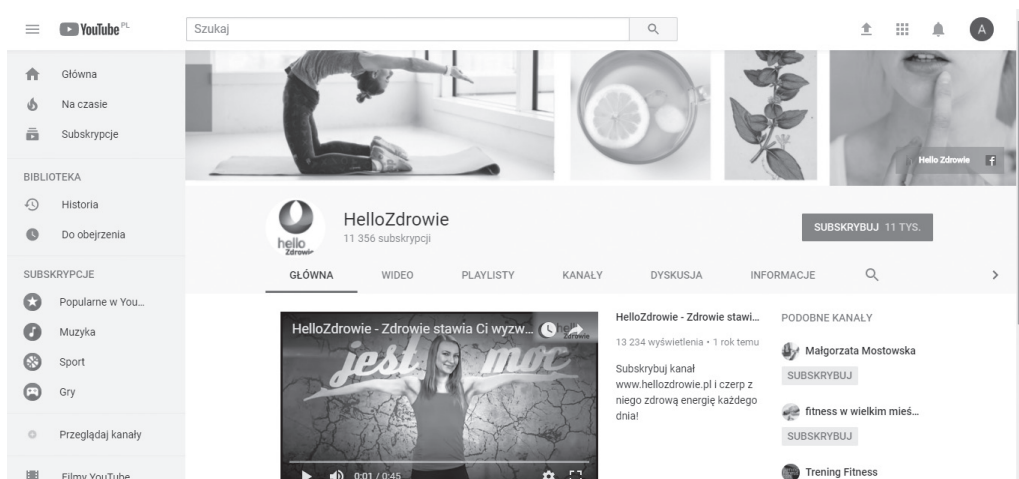 YouTube PL
Szukaj
A
Główna
Na czasie
Subskrypcje
BIBLIOTEKA
Historia
Do obejrzenia
SUBSKRYPCJE
Popularne w You...
Muzyka
Sport
Gry
Przeglądaj kanały
Filmy YouTube
Hello Zdrowie f
hello
Zdrowie
HelloZdrowie
11 356 subskrypcji
SUBSKRYBUJ 11 TYS.
GŁÓWNA WIDEO PLAYLISTY KANAŁY DYSKUSJA INFORMACJE
HelloZdrowie - Zdrowie stawia Ci wyzw...
hello
Zdrowie
jest moc
0:01 / 0:45
HelloZdrowie - Zdrowie stawi...
13 234 wyświetlenia • 1 rok temu
Subskrybuj kanał
www.hellozdrowie.pl i czerp z
niego zdrową energię każdego
dnia!
PODOBNE KANAŁY
Małgorzata Mostowska
SUBSKRYBUJ
fitness w wielkim mieś...
SUBSKRYBUJ
Trening Fitness